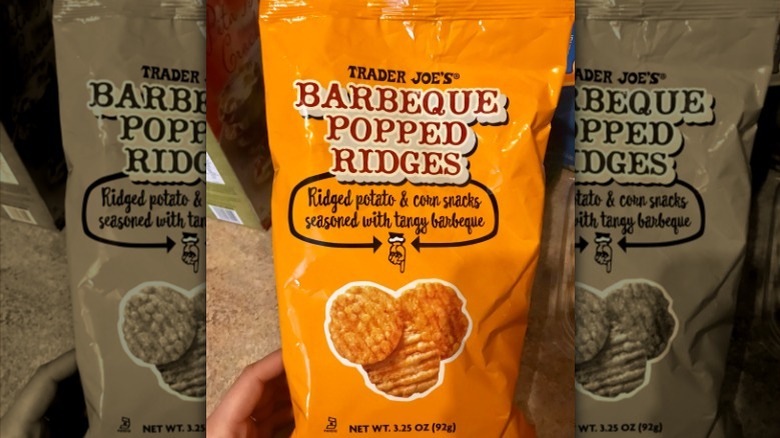 TRADER JOE'S®
BARBEQUE
POPPED
RIDGES
Ridged potato & corn snacks
seasoned with tangy barbeque
NET WT. 3.25 OZ (92g)